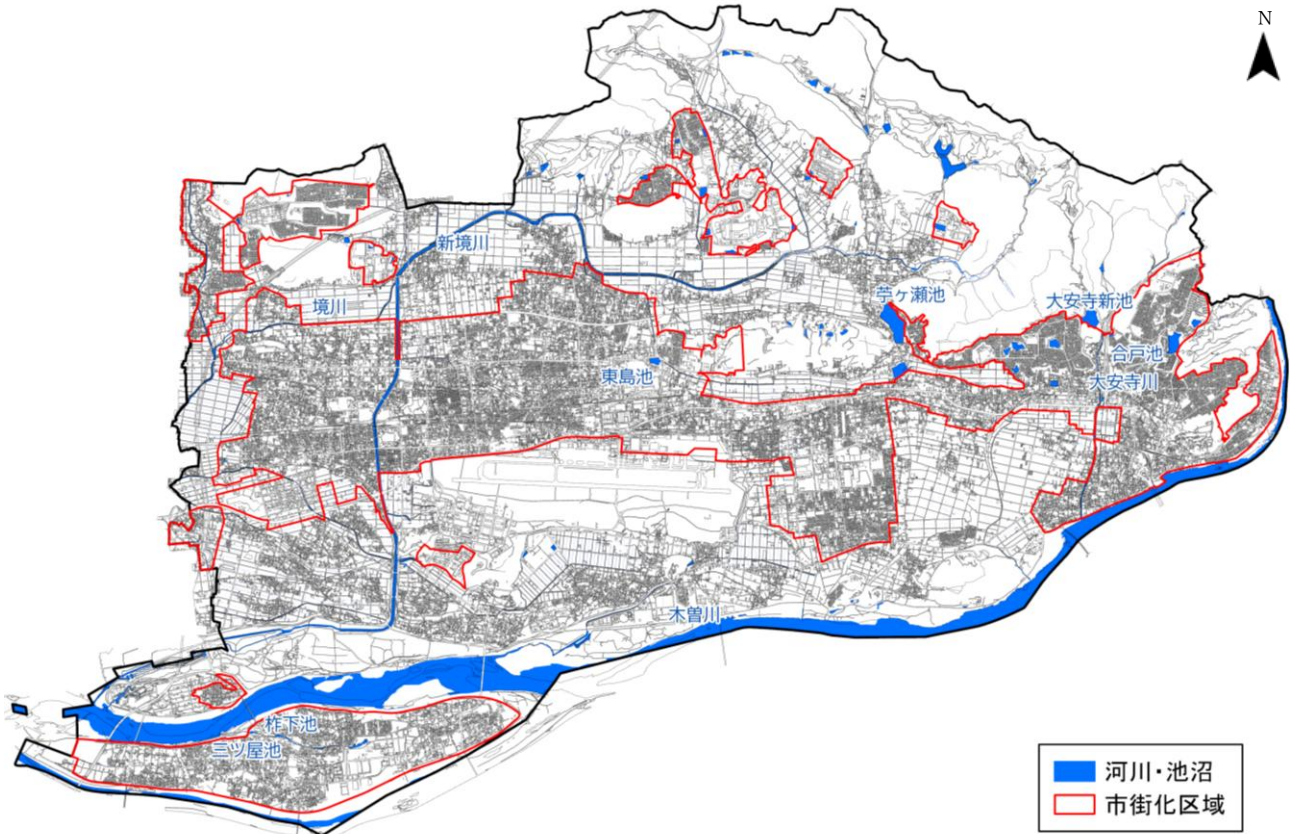 N
新境川
境川
苧ヶ瀬池
大安寺新池
合戸池
東島池
大安寺川
木曽川
柞下池
三ツ屋池
河川・池沼
市街化区域